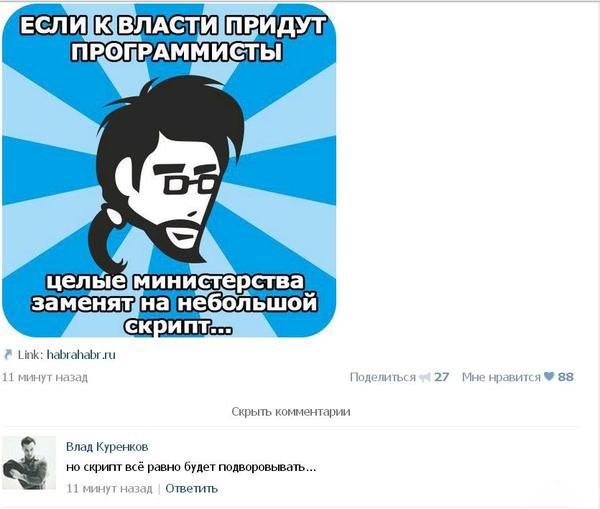 ЕСЛИ К ВЛАСТИ ПРИДУТ
ПРОГРАММИСТЫ
целые министерства
заменят на небольшой
скрипт...
Link: habrahabr.ru
11 минут назад
Поделиться 27 Мне нравится 88
Скрыть комментарии
Влад Куренков
но скрипт всё равно будет подворовывать...
11 минут назад | Ответить